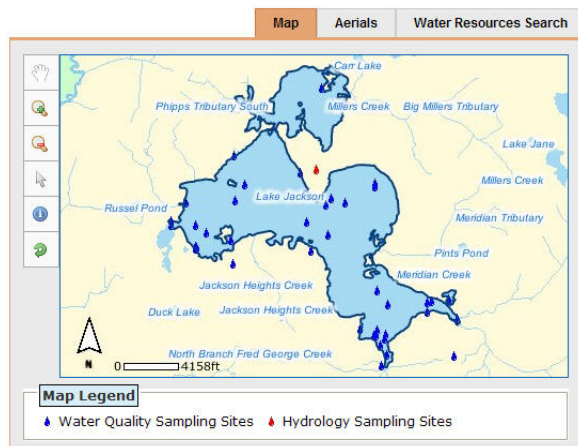 Map Aerials Water Resources Search
Carr Lake
Phipps Tributary South Millers Creek Big Millers Tributary
Lake Jane
Millers Creek
Lake Jackson
Russel Pond
Meridian Tributary
Pints Pond
Meridian Creek
Jackson Heights Creek
Duck Lake
Jackson Heights Creek
North Branch Fred George Creek
N
0 4158ft
Map Legend
Water Quality Sampling Sites Hydrology Sampling Sites